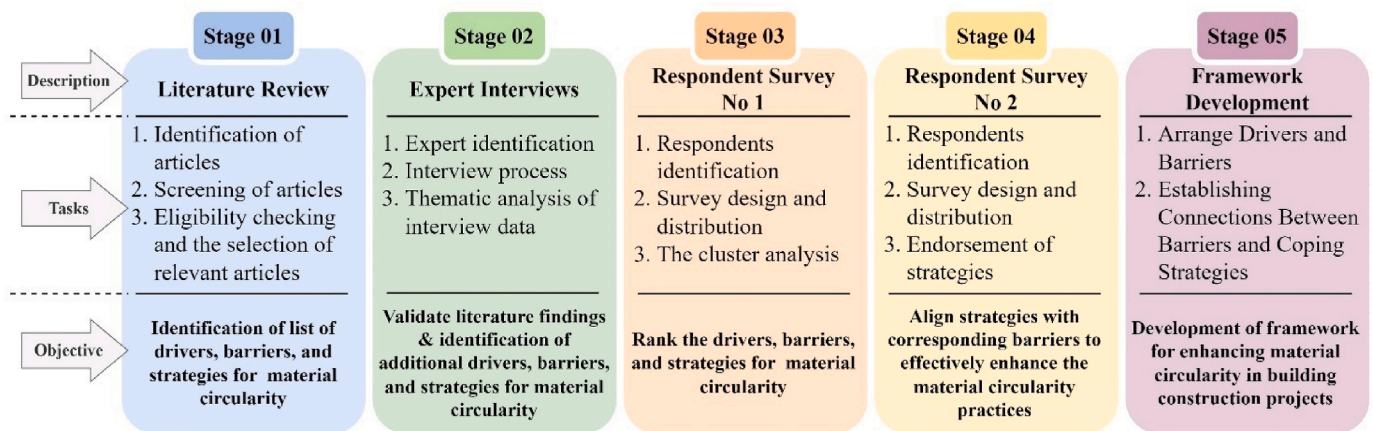 Stage 01
Stage 02
Stage 03
Stage 04
Stage 05
Description
Literature Review
Expert Interviews
Respondent Survey
No 1
Respondent Survey
No 2
Framework
Development
Tasks
1. Identification of
articles
2. Screening of articles
3. Eligibility checking
and the selection of
relevant articles
1. Expert identification
2. Interview process
3. Thematic analysis of
interview data
1. Respondents
identification
2. Survey design and
distribution
3. The cluster analysis
1. Respondents
identification
2. Survey design and
distribution
3. Endorsement of
strategies
1. Arrange Drivers and
Barriers
2. Establishing
Connections Between
Barriers and Coping
Strategies
Objective
Identification of list of
drivers, barriers, and
strategies for material
circularity
Validate literature findings
& identification of
additional drivers, barriers,
and strategies for material
circularity
Rank the drivers, barriers,
and strategies for material
circularity
Align strategies with
corresponding barriers to
effectively enhance the
material circularity
practices
Development of framework
for enhancing material
circularity in building
construction projects